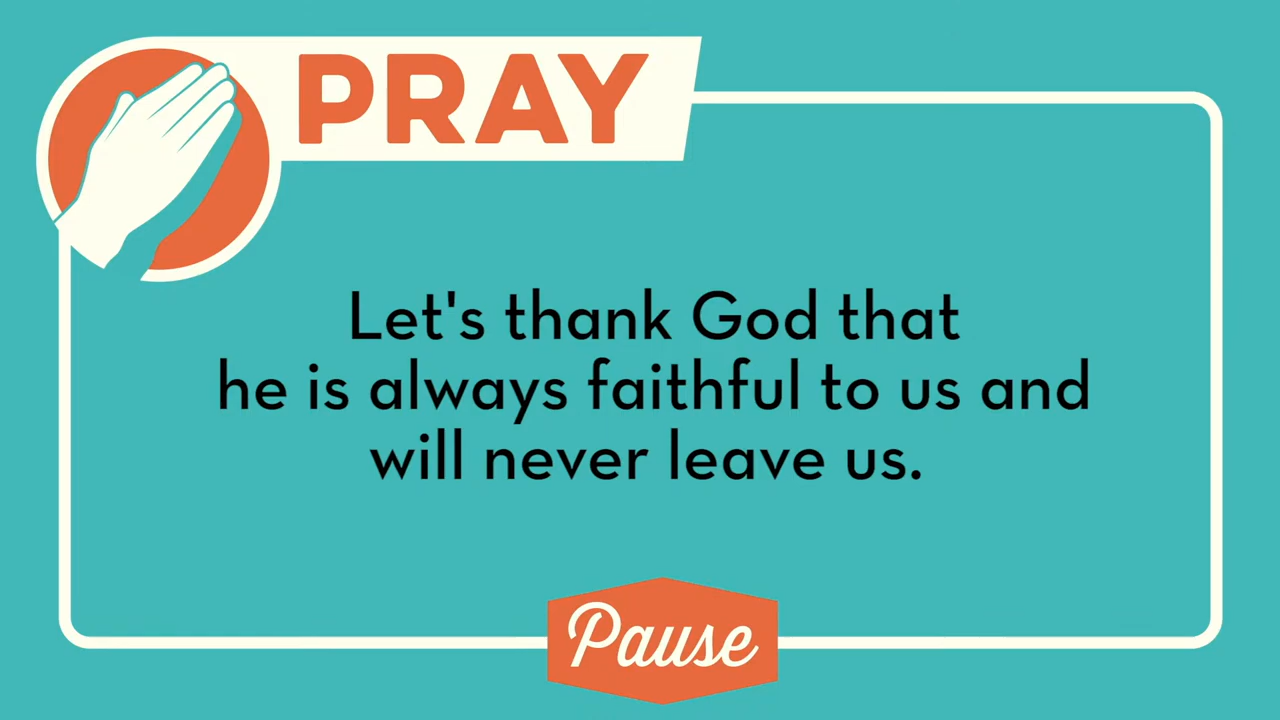 PRAY
Let's thank God that
he is always faithful to us and
will never leave us.
Pause